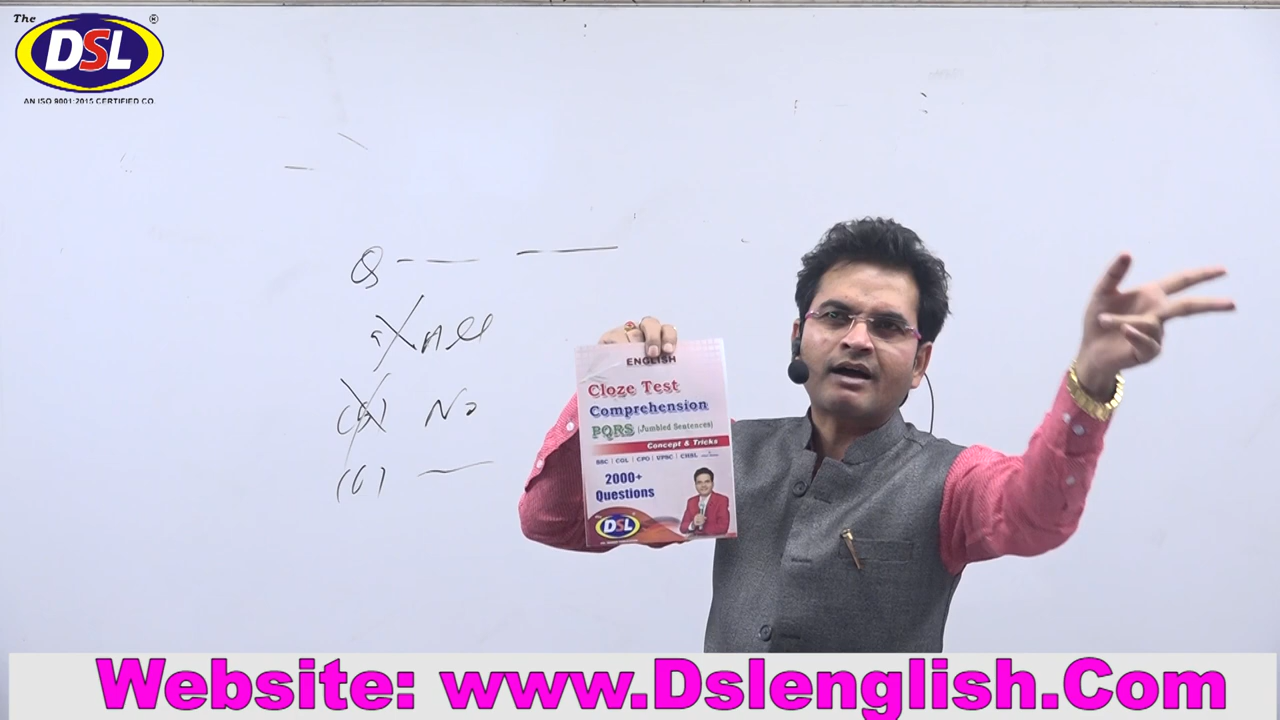 The
®
DSL
AN ISO 9001:2015 CERTIFIED CO.
Q
a) All
(b) No
(c)
ENGLISH
Cloze Test
Comprehension
PQRS (Jumbled Sentences)
Concept & Tricks
SSC | CGL | CPO | UPSC | CHSL
2000+
Questions
DSL
Website: www.Dslenglish.Com